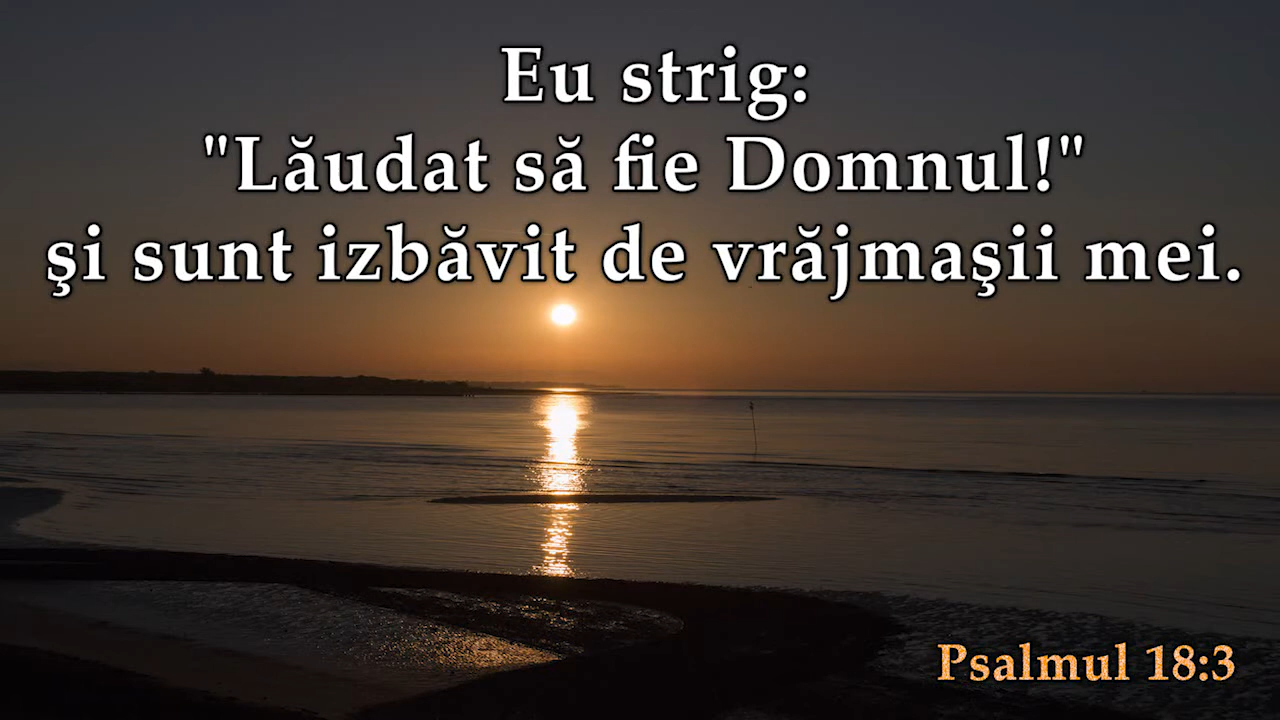 Eu strig:
"Lăudat să fie Domnul!"
şi sunt izbăvit de vrăjmaşii mei.
Psalmul 18:3